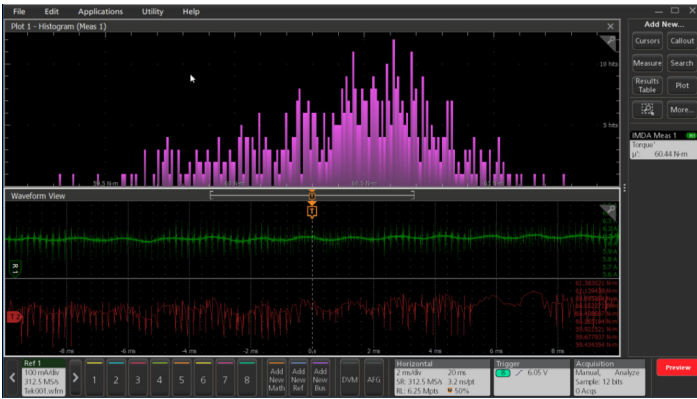 File Edit Applications Utility Help
Plot 1 - Histogram (Meas 1)
Add New...
Cursors Callout
Measure Search
Results Table Plot
More...
10 hits
5 hits
IMDA Meas 1
Torque'
µ': 60.44 N·m
Waveform View
T
R 1
-8 ms -6 ms -4 ms -2 ms 0 s 2 ms 4 ms 6 ms 8 ms
Ref 1
100 mA/div
312.5 MS/s
Tek001.wfm
1 2 3 4 5 6 7 8
Add New Math
Add New Ref
Add New Bus
DVM AFG
Horizontal
2 ms/div 20 ms
SR: 312.5 MS/s 3.2 ns/pt
RL: 6.25 Mpts 50%
Trigger
6.05 V
Acquisition
Manual, Analyze
Sample: 12 bits
0 Acqs
Preview